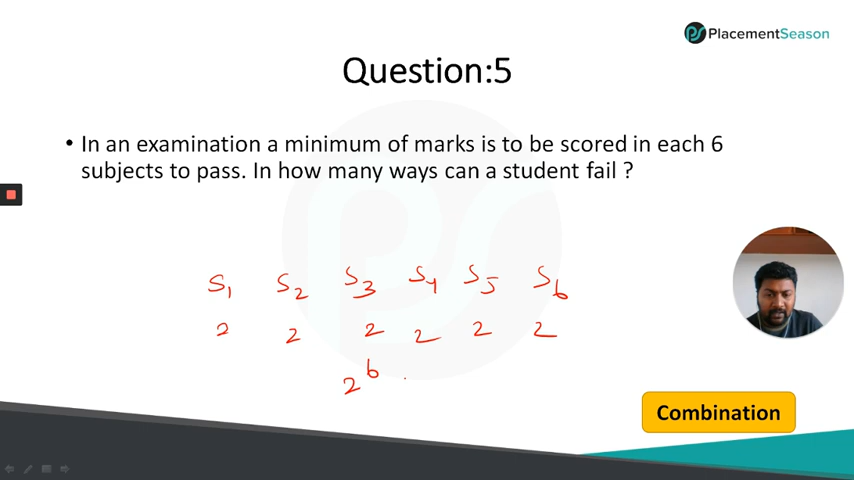 PlacementSeason
Question:5
• In an examination a minimum of marks is to be scored in each 6
subjects to pass. In how many ways can a student fail ?
S₁ S₂ S₃ S₄ S₅ S₆
2 2 2 2 2 2
2⁶
Combination